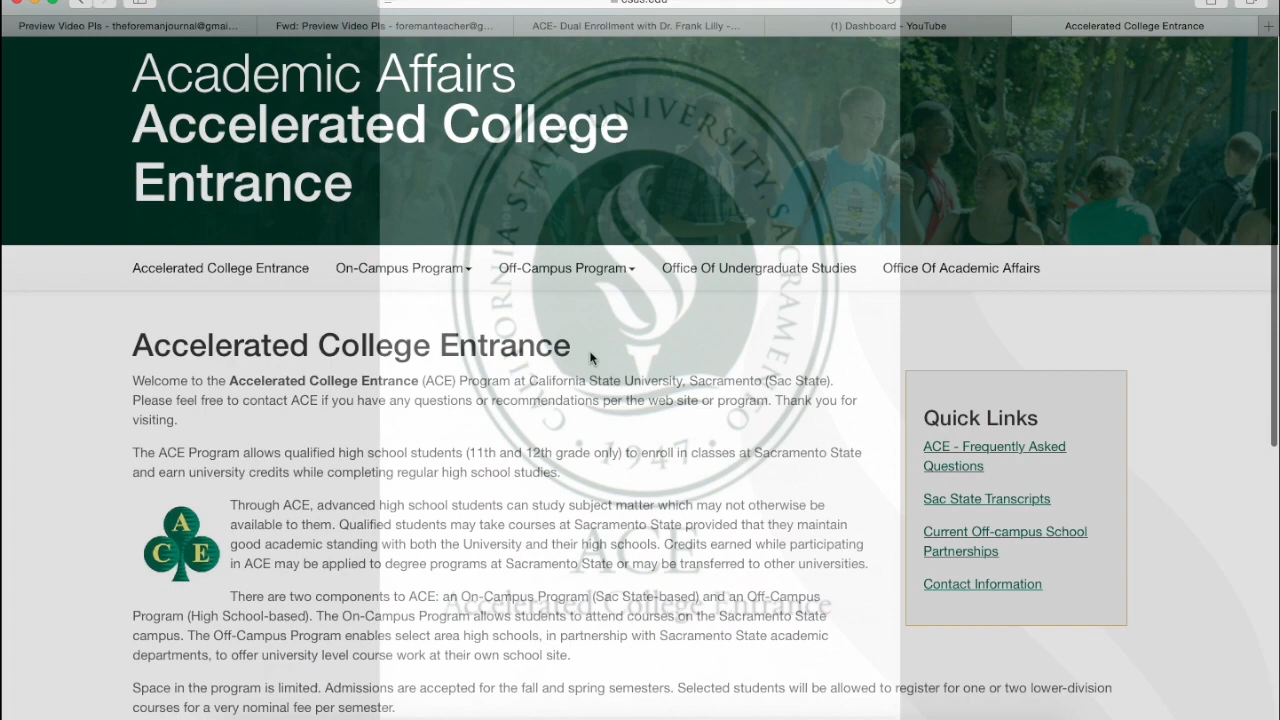 csus.edu
Preview Video Pls - theforemanjournal@gmai...
Fwd: Preview Video Pls - foremanteacher@g...
ACE- Dual Enrollment with Dr. Frank Lilly -...
(1) Dashboard - YouTube
Accelerated College Entrance
Academic Affairs
Accelerated College
Entrance
Accelerated College Entrance
On-Campus Program
Off-Campus Program
Office Of Undergraduate Studies
Office Of Academic Affairs
CALIFORNIA STATE UNIVERSITY, SACRAMENTO
• 1947 •
ACE
Accelerated College Entrance
Accelerated College Entrance
Welcome to the Accelerated College Entrance (ACE) Program at California State University, Sacramento (Sac State).
Please feel free to contact ACE if you have any questions or recommendations per the web site or program. Thank you for
visiting.
The ACE Program allows qualified high school students (11th and 12th grade only) to enroll in classes at Sacramento State
and earn university credits while completing regular high school studies.
ACE
Through ACE, advanced high school students can study subject matter which may not otherwise be
available to them. Qualified students may take courses at Sacramento State provided that they maintain
good academic standing with both the University and their high schools. Credits earned while participating
in ACE may be applied to degree programs at Sacramento State or may be transferred to other universities.
There are two components to ACE: an On-Campus Program (Sac State-based) and an Off-Campus
Program (High School-based). The On-Campus Program allows students to attend courses on the Sacramento State
campus. The Off-Campus Program enables select area high schools, in partnership with Sacramento State academic
departments, to offer university level course work at their own school site.
Space in the program is limited. Admissions are accepted for the fall and spring semesters. Selected students will be allowed to register for one or two lower-division
courses for a very nominal fee per semester.
Quick Links
ACE - Frequently Asked
Questions
Sac State Transcripts
Current Off-campus School
Partnerships
Contact Information